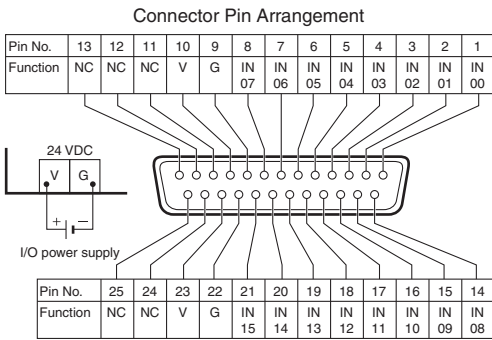 Connector Pin Arrangement
Pin No. 13 12 11 10 9 8 7 6 5 4 3 2 1
Function NC NC NC V G IN 07 IN 06 IN 05 IN 04 IN 03 IN 02 IN 01 IN 00
24 VDC
V G
+ −
I/O power supply
Pin No. 25 24 23 22 21 20 19 18 17 16 15 14
Function NC NC V G IN 15 IN 14 IN 13 IN 12 IN 11 IN 10 IN 09 IN 08